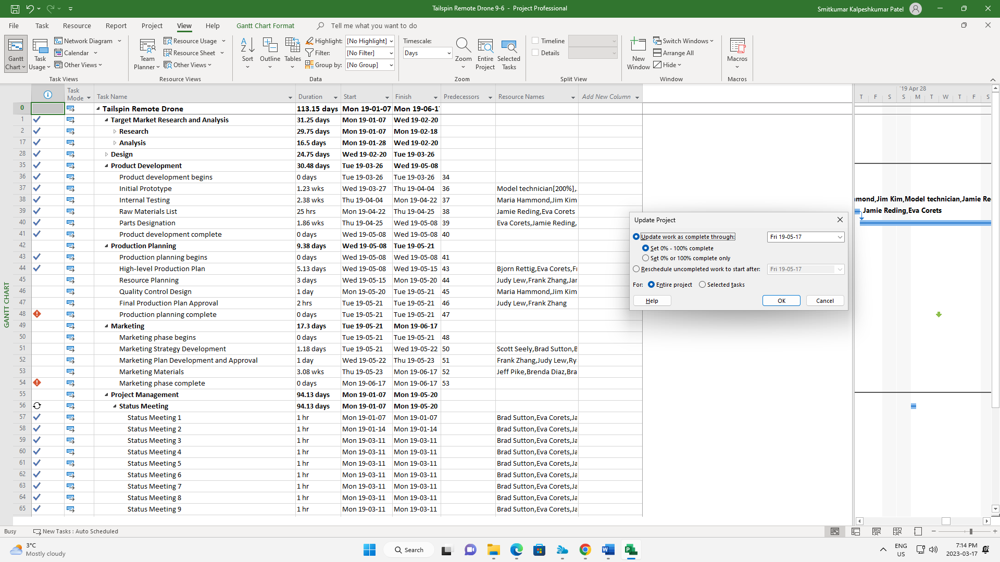 Tailspin Remote Drone 9-6 - Project Professional
Smitkumar Kalpeshkumar Patel
File Task Resource Report Project View Help Gantt Chart Format Tell me what you want to do
Gantt Chart
Task Usage
Network Diagram
Calendar
Other Views
Task Views
Team Planner
Resource Usage
Resource Sheet
Other Views
Resource Views
Sort
Outline
Tables
Highlight: [No Highlight]
Filter: [No Filter]
Group by: [No Group]
Data
Timescale:
Days
Zoom
Entire Project
Selected Tasks
Zoom
Timeline
Details
Split View
New Window
Switch Windows
Arrange All
Hide
Window
Macros
Macros
Task Mode Task Name Duration Start Finish Predecessors Resource Names Add New Column
'19 Apr 28
T F S S M T W T F S
0 Tailspin Remote Drone 113.15 days Mon 19-01-07 Mon 19-06-1
1 Target Market Research and Analysis 31.25 days Mon 19-01-07 Wed 19-02-20
2 Research 29.75 days Mon 19-01-07 Mon 19-02-18
17 Analysis 16.5 days Mon 19-01-28 Wed 19-02-20
28 Design 24.75 days Wed 19-02-20 Tue 19-03-26
35 Product Development 30.48 days Tue 19-03-26 Wed 19-05-08
36 Product development begins 0 days Tue 19-03-26 Tue 19-03-26 34
37 Initial Prototype 1.23 wks Wed 19-03-27 Thu 19-04-04 36 Model technician[200%],
38 Internal Testing 2.38 wks Thu 19-04-04 Mon 19-04-22 37 Maria Hammond,Jim Kim
39 Raw Materials List 25 hrs Mon 19-04-22 Thu 19-04-25 38 Jamie Reding,Eva Corets
40 Parts Designation 1.86 wks Thu 19-04-25 Wed 19-05-08 39 Eva Corets,Jamie Reding,
41 Product development complete 0 days Wed 19-05-08 Wed 19-05-08 40
42 Production Planning 9.38 days Wed 19-05-08 Tue 19-05-21
43 Production planning begins 0 days Wed 19-05-08 Wed 19-05-08 41
44 High-level Production Plan 5.13 days Wed 19-05-08 Wed 19-05-15 43 Bjorn Rettig,Eva Corets,Fr
45 Resource Planning 3 days Wed 19-05-15 Mon 19-05-20 44 Judy Lew,Frank Zhang,Jan
46 Quality Control Design 1 day Mon 19-05-20 Tue 19-05-21 45 Maria Hammond,Jim Kim
47 Final Production Plan Approval 2 hrs Tue 19-05-21 Tue 19-05-21 46 Judy Lew,Frank Zhang
48 Production planning complete 0 days Tue 19-05-21 Tue 19-05-21 47
49 Marketing 17.3 days Tue 19-05-21 Mon 19-06-17
50 Marketing phase begins 0 days Tue 19-05-21 Tue 19-05-21 48
51 Marketing Strategy Development 1.18 days Tue 19-05-21 Wed 19-05-22 50 Scott Seely,Brad Sutton,B
52 Marketing Plan Development and Approval 1 day Wed 19-05-22 Thu 19-05-23 51 Frank Zhang,Judy Lew,Ry
53 Marketing Materials 3.08 wks Thu 19-05-23 Mon 19-06-17 52 Jeff Pike,Brenda Diaz,Bra
54 Marketing phase complete 0 days Mon 19-06-17 Mon 19-06-17 53
55 Project Management 94.13 days Mon 19-01-07 Mon 19-05-20
56 Status Meeting 94.13 days Mon 19-01-07 Mon 19-05-20
57 Status Meeting 1 1 hr Mon 19-01-07 Mon 19-01-07 Brad Sutton,Eva Corets,Ja
58 Status Meeting 2 1 hr Mon 19-01-14 Mon 19-01-14 Brad Sutton,Eva Corets,Ja
59 Status Meeting 3 1 hr Mon 19-03-11 Mon 19-03-11 Brad Sutton,Eva Corets,Ja
60 Status Meeting 4 1 hr Mon 19-03-11 Mon 19-03-11 Brad Sutton,Eva Corets,Ja
61 Status Meeting 5 1 hr Mon 19-03-11 Mon 19-03-11 Brad Sutton,Eva Corets,Ja
62 Status Meeting 6 1 hr Mon 19-03-11 Mon 19-03-11 Brad Sutton,Eva Corets,Ja
63 Status Meeting 7 1 hr Mon 19-03-11 Mon 19-03-11 Brad Sutton,Eva Corets,Ja
64 Status Meeting 8 1 hr Mon 19-03-11 Mon 19-03-11 Brad Sutton,Eva Corets,Ja
65 Status Meeting 9 1 hr Mon 19-03-11 Mon 19-03-11 Brad Sutton,Eva Corets,Ja
GANTT CHART
mond,Jim Kim,Model technician,Jamie Re
Jamie Reding,Eva Corets
Update Project
Update work as complete through: Fri 19-05-17
Set 0% - 100% complete
Set 0% or 100% complete only
Reschedule uncompleted work to start after: Fri 19-05-17
For: Entire project Selected tasks
Help OK Cancel
Busy New Tasks : Auto Scheduled
3°C
Mostly cloudy
Search
ENG
US
7:14 PM
2023-03-17